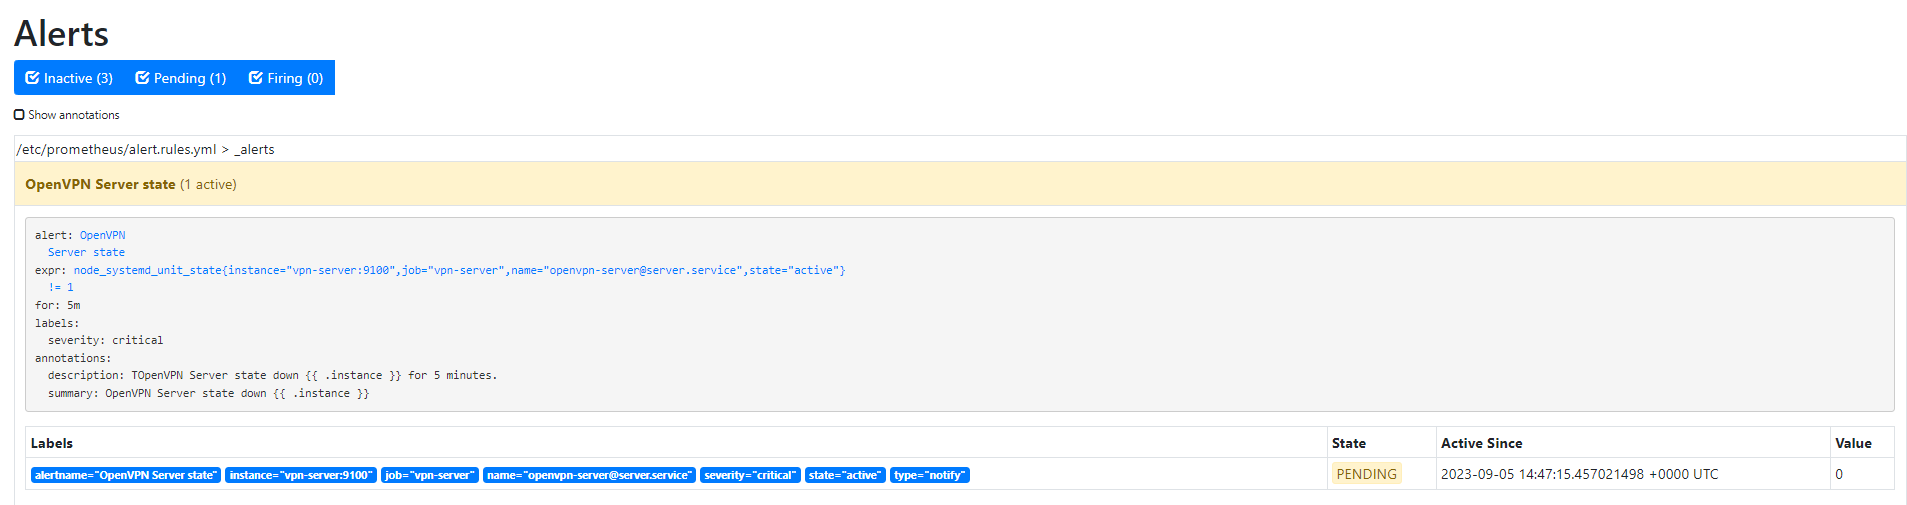 Alerts
Inactive (3) Pending (1) Firing (0)
Show annotations
/etc/prometheus/alert.rules.yml > _alerts
OpenVPN Server state (1 active)
alert: OpenVPN
  Server state
expr: node_systemd_unit_state{instance="vpn-server:9100",job="vpn-server",name="openvpn-server@server.service",state="active"}
  != 1
for: 5m
labels:
  severity: critical
annotations:
  description: TOpenVPN Server state down {{ .instance }} for 5 minutes.
  summary: OpenVPN Server state down {{ .instance }}
Labels State Active Since Value
alertname="OpenVPN Server state" instance="vpn-server:9100" job="vpn-server" name="openvpn-server@server.service" severity="critical" state="active" type="notify" PENDING 2023-09-05 14:47:15.457021498 +0000 UTC 0